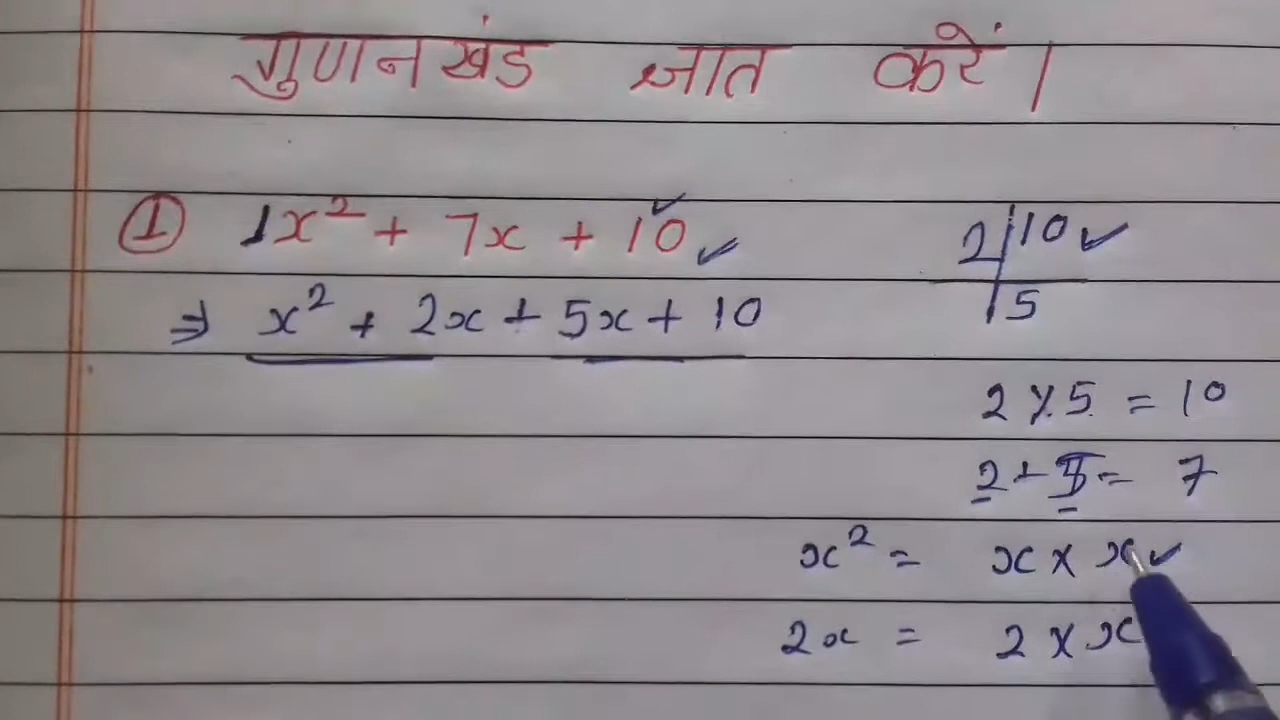 गुणनखंड ज्ञात करें।
① 1x² + 7x + 10
⇒ x² + 2x + 5x + 10
2 | 10
5
2 × 5 = 10
2 + 5 = 7
x² = x × x
2x = 2 × x